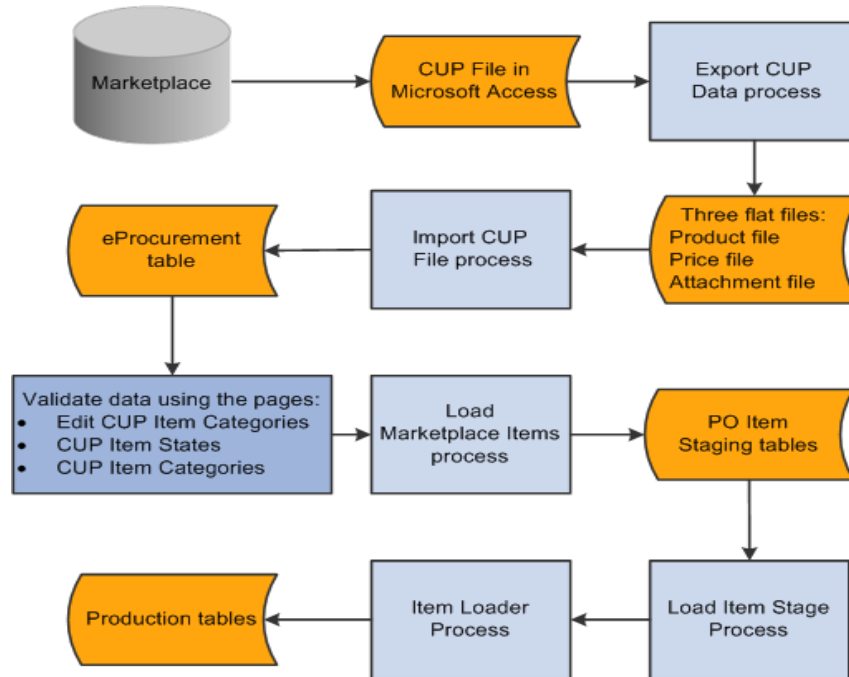 Marketplace
CUP File in
Microsoft Access
Export CUP
Data process
Three flat files:
Product file
Price file
Attachment file
Import CUP
File process
eProcurement
table
Validate data using the pages:
• Edit CUP Item Categories
• CUP Item States
• CUP Item Categories
Load
Marketplace Items
process
PO Item
Staging tables
Load Item Stage
Process
Item Loader
Process
Production tables